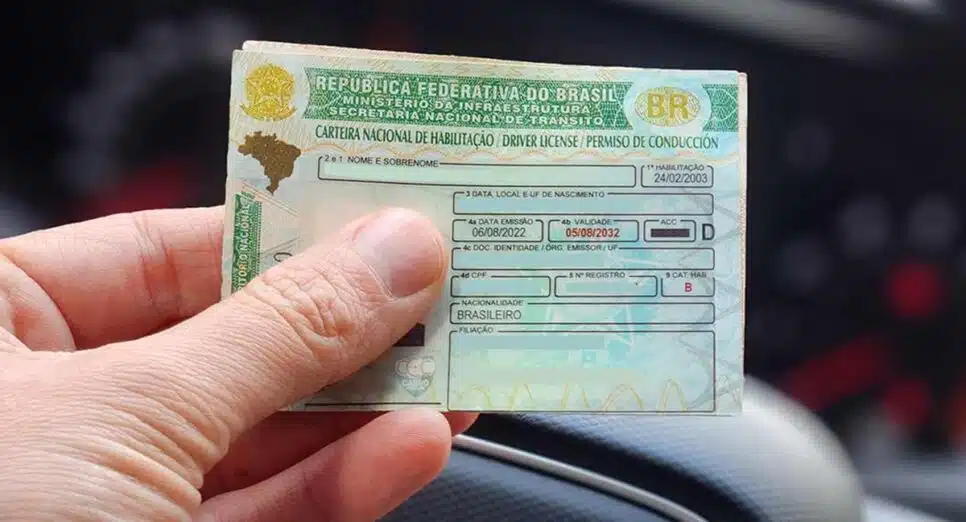 REPÚBLICA FEDERATIVA DO BRASIL
MINISTÉRIO DA INFRAESTRUTURA
SECRETARIA NACIONAL DE TRÂNSITO
BR
CARTEIRA NACIONAL DE HABILITAÇÃO / DRIVER LICENSE / PERMISO DE CONDUCCIÓN
2 e 1 NOME E SOBRENOME
1ª HABILITAÇÃO
24/02/2003
3 DATA, LOCAL E UF DE NASCIMENTO
4a DATA EMISSÃO
06/08/2022
4b VALIDADE
05/08/2032
ACC
D
4c DOC. IDENTIDADE / ÓRG. EMISSOR / UF
4d CPF
5 Nº REGISTRO
9 CAT. HAB
B
NACIONALIDADE
BRASILEIRO
FILIAÇÃO